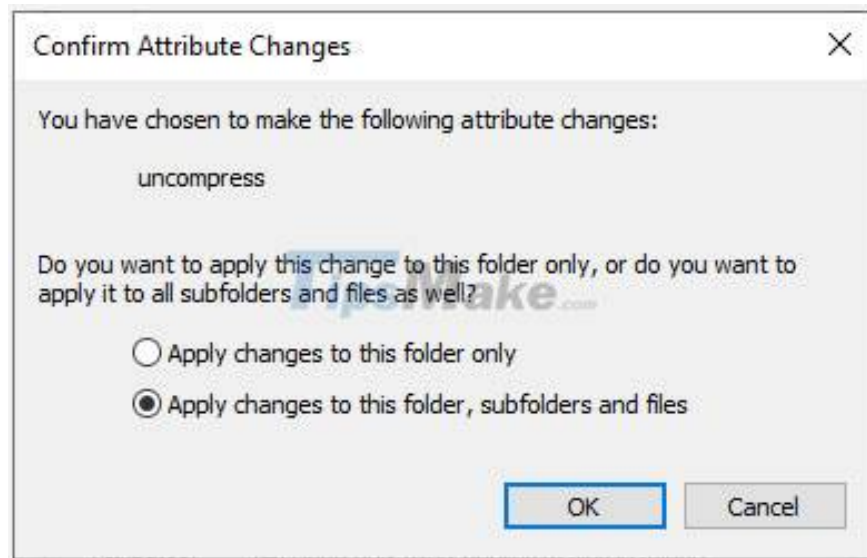 Confirm Attribute Changes
You have chosen to make the following attribute changes:
uncompress
Do you want to apply this change to this folder only, or do you want to
apply it to all subfolders and files as well?
TipsMake.com
Apply changes to this folder only
Apply changes to this folder, subfolders and files
OK Cancel